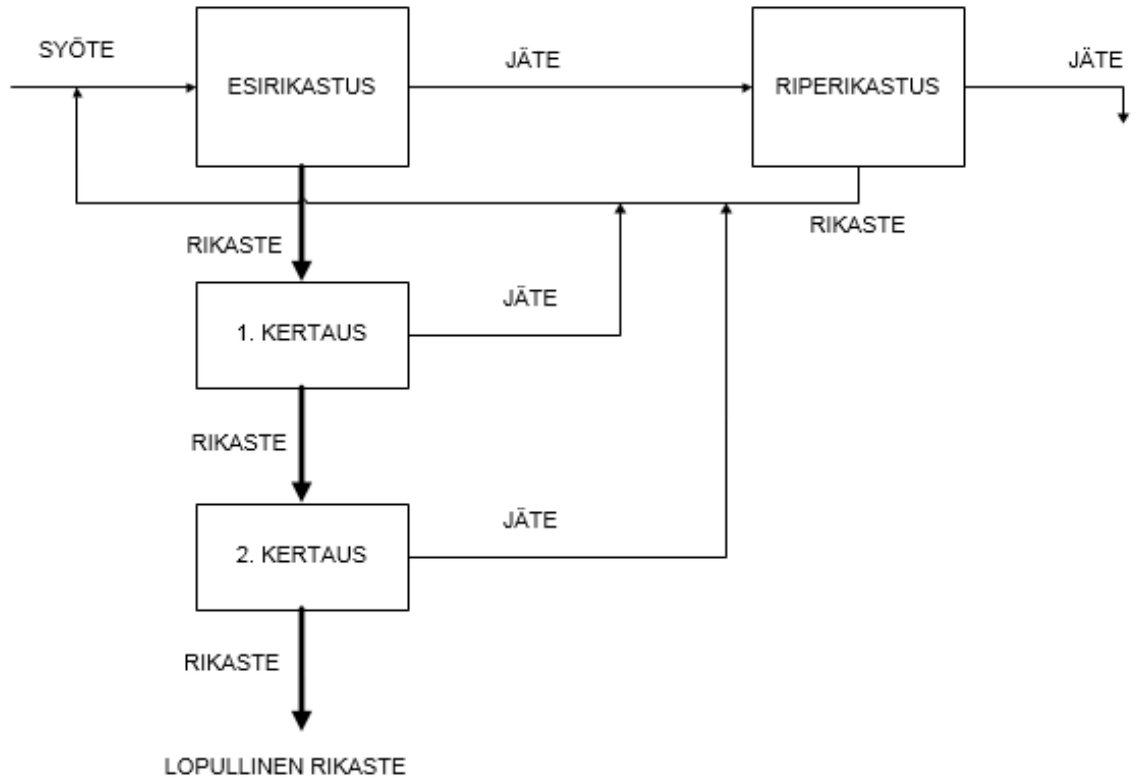 SYÖTE
ESIRIKASTUS
JÄTE
RIPERIKASTUS
JÄTE
RIKASTE
RIKASTE
1. KERTAUS
JÄTE
RIKASTE
2. KERTAUS
JÄTE
RIKASTE
LOPULLINEN RIKASTE